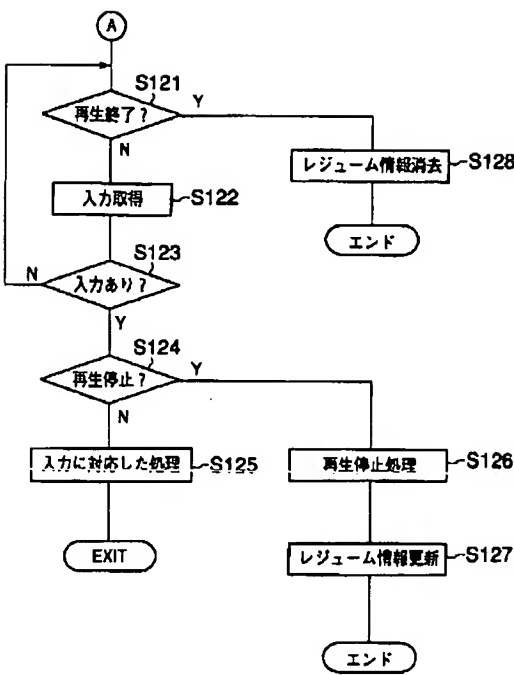 A
S121
再生終了？
Y
N
レジューム情報消去
S128
入力取得
S122
エンド
S123
N
入力あり？
Y
S124
再生停止？
Y
N
入力に対応した処理
S125
再生停止処理
S126
EXIT
レジューム情報更新
S127
エンド